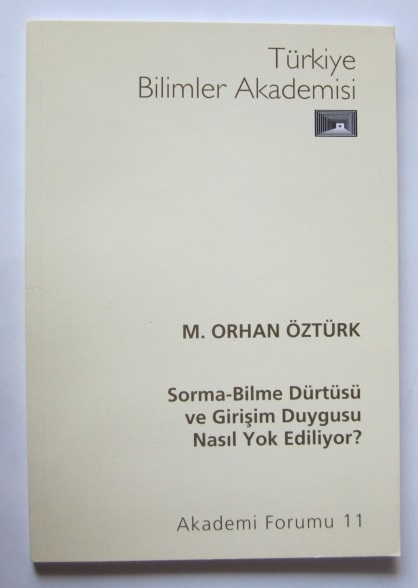 Türkiye
Bilimler Akademisi
M. ORHAN ÖZTÜRK
Sorma-Bilme Dürtüsü
ve Girişim Duygusu
Nasıl Yok Ediliyor?
Akademi Forumu 11